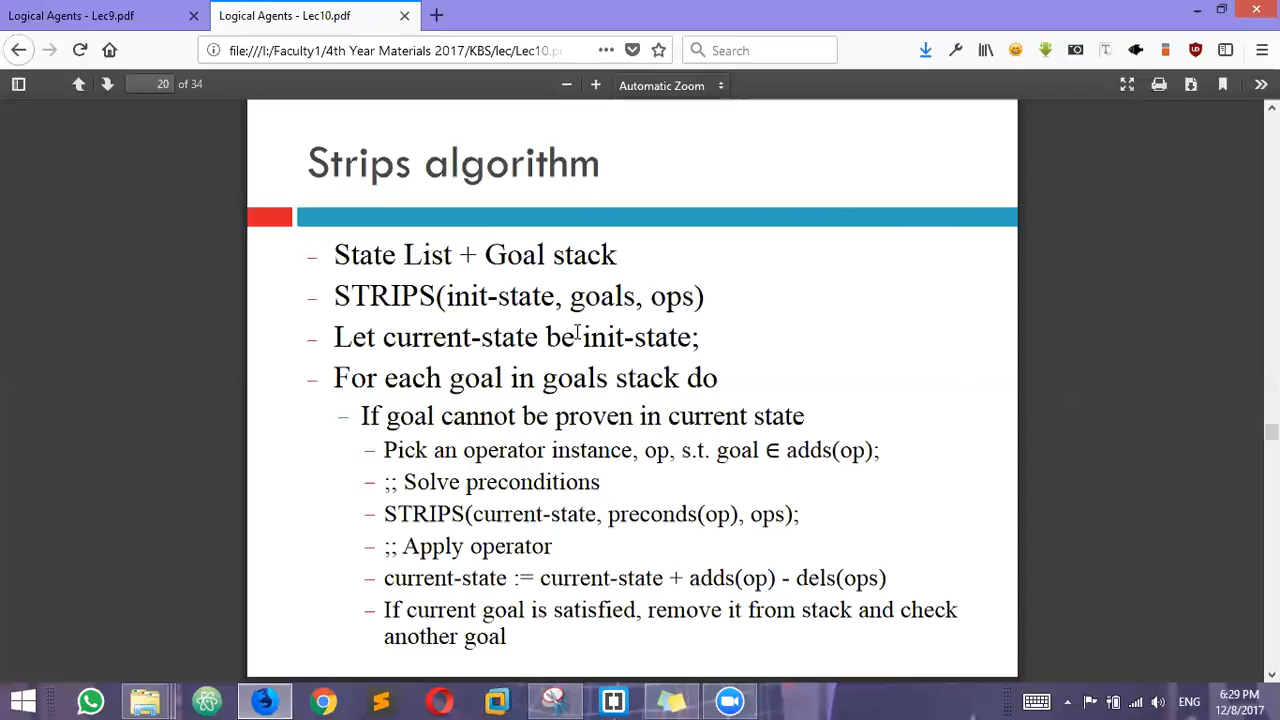 Logical Agents - Lec9.pdf
Logical Agents - Lec10.pdf
file:///I:/Faculty1/4th Year Materials 2017/KBS/lec/Lec10.p
Search
20 of 34
Automatic Zoom
Strips algorithm
– State List + Goal stack
– STRIPS(init-state, goals, ops)
– Let current-state be init-state;
– For each goal in goals stack do
– If goal cannot be proven in current state
– Pick an operator instance, op, s.t. goal ∈ adds(op);
– ;; Solve preconditions
– STRIPS(current-state, preconds(op), ops);
– ;; Apply operator
– current-state := current-state + adds(op) - dels(ops)
– If current goal is satisfied, remove it from stack and check
another goal
ENG
6:29 PM
12/8/2017